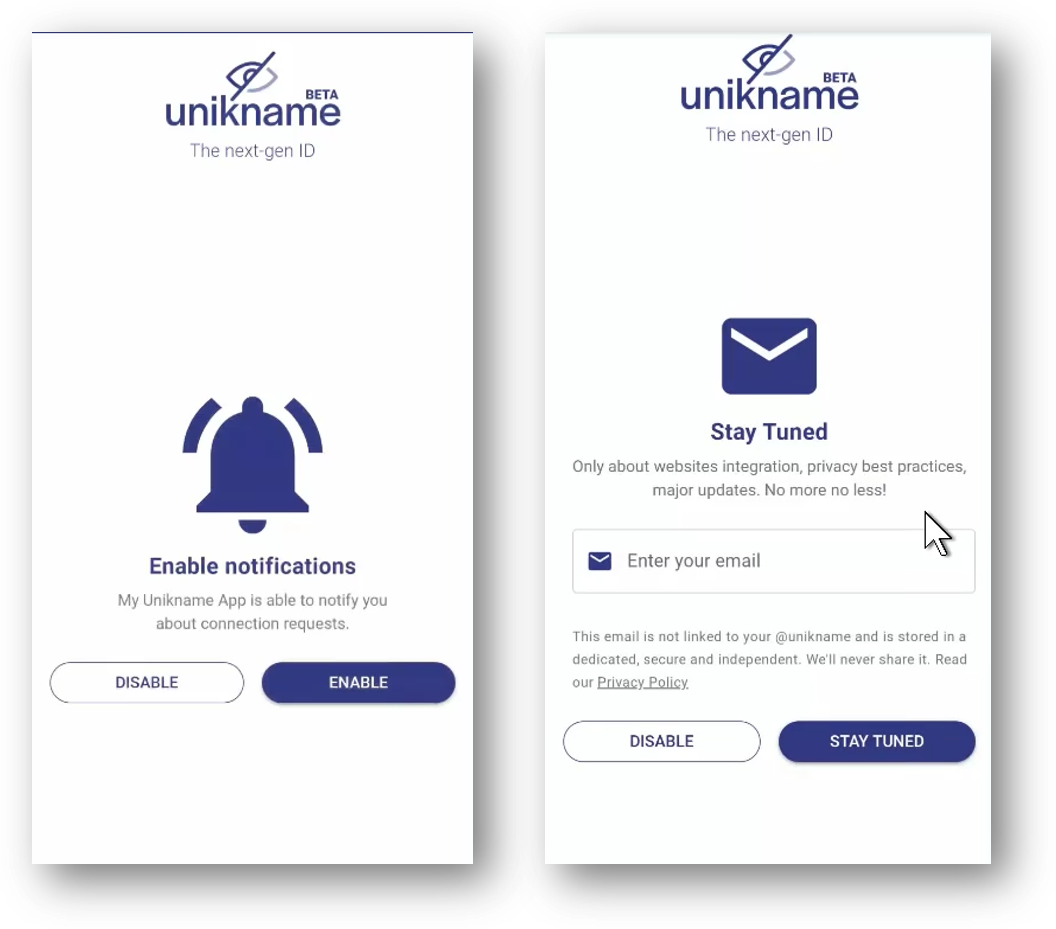 BETA
unikname
The next-gen ID
Enable notifications
My Unikname App is able to notify you
about connection requests.
DISABLE
ENABLE
BETA
unikname
The next-gen ID
Stay Tuned
Only about websites integration, privacy best practices,
major updates. No more no less!
Enter your email
This email is not linked to your @unikname and is stored in a
dedicated, secure and independent. We'll never share it. Read
our Privacy Policy
DISABLE
STAY TUNED